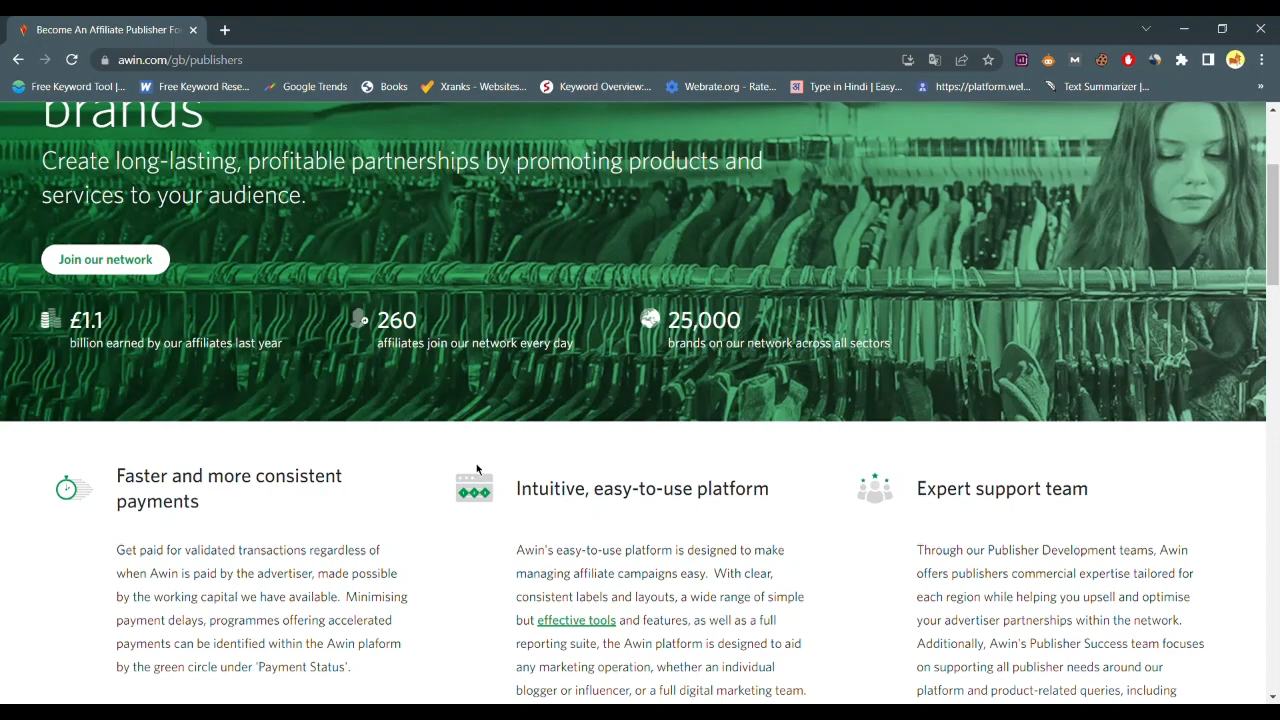 Become An Affiliate Publisher Fo
awin.com/gb/publishers
Free Keyword Tool |...
Free Keyword Rese...
Google Trends
Books
Xranks - Websites...
Keyword Overview:...
Webrate.org - Rate...
Type in Hindi | Easy...
https://platform.wel...
Text Summarizer |...
brands
Create long-lasting, profitable partnerships by promoting products and
services to your audience.
Join our network
£1.1
billion earned by our affiliates last year
260
affiliates join our network every day
25,000
brands on our network across all sectors
Faster and more consistent
payments
Get paid for validated transactions regardless of
when Awin is paid by the advertiser, made possible
by the working capital we have available. Minimising
payment delays, programmes offering accelerated
payments can be identified within the Awin plaform
by the green circle under 'Payment Status'.
Intuitive, easy-to-use platform
Awin's easy-to-use platform is designed to make
managing affiliate campaigns easy. With clear,
consistent labels and layouts, a wide range of simple
but effective tools and features, as well as a full
reporting suite, the Awin platform is designed to aid
any marketing operation, whether an individual
blogger or influencer, or a full digital marketing team.
Expert support team
Through our Publisher Development teams, Awin
offers publishers commercial expertise tailored for
each region while helping you upsell and optimise
your advertiser partnerships within the network.
Additionally, Awin's Publisher Success team focuses
on supporting all publisher needs around our
platform and product-related queries, including